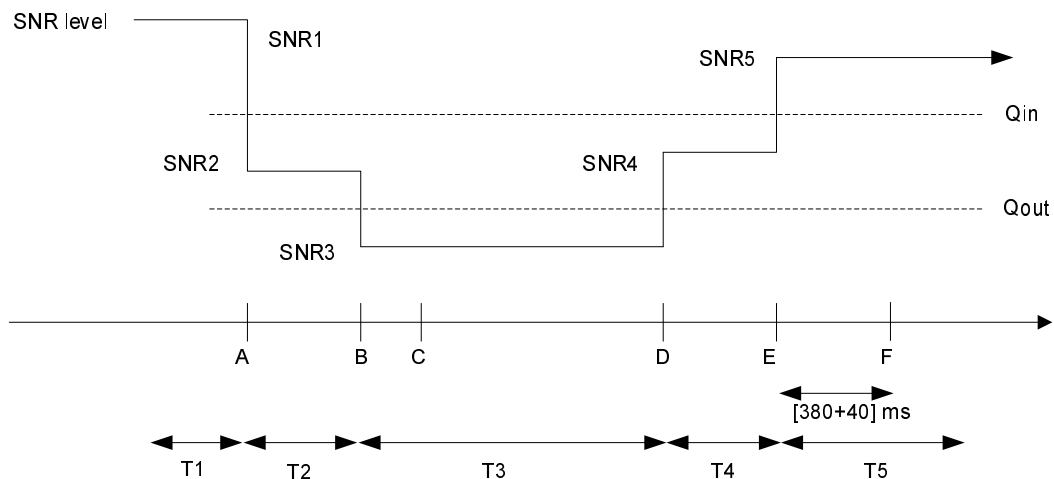 SNR level
SNR1
SNR5
Qin
SNR2
SNR4
Qout
SNR3
A
B
C
D
E
F
[380+40] ms
T1
T2
T3
T4
T5